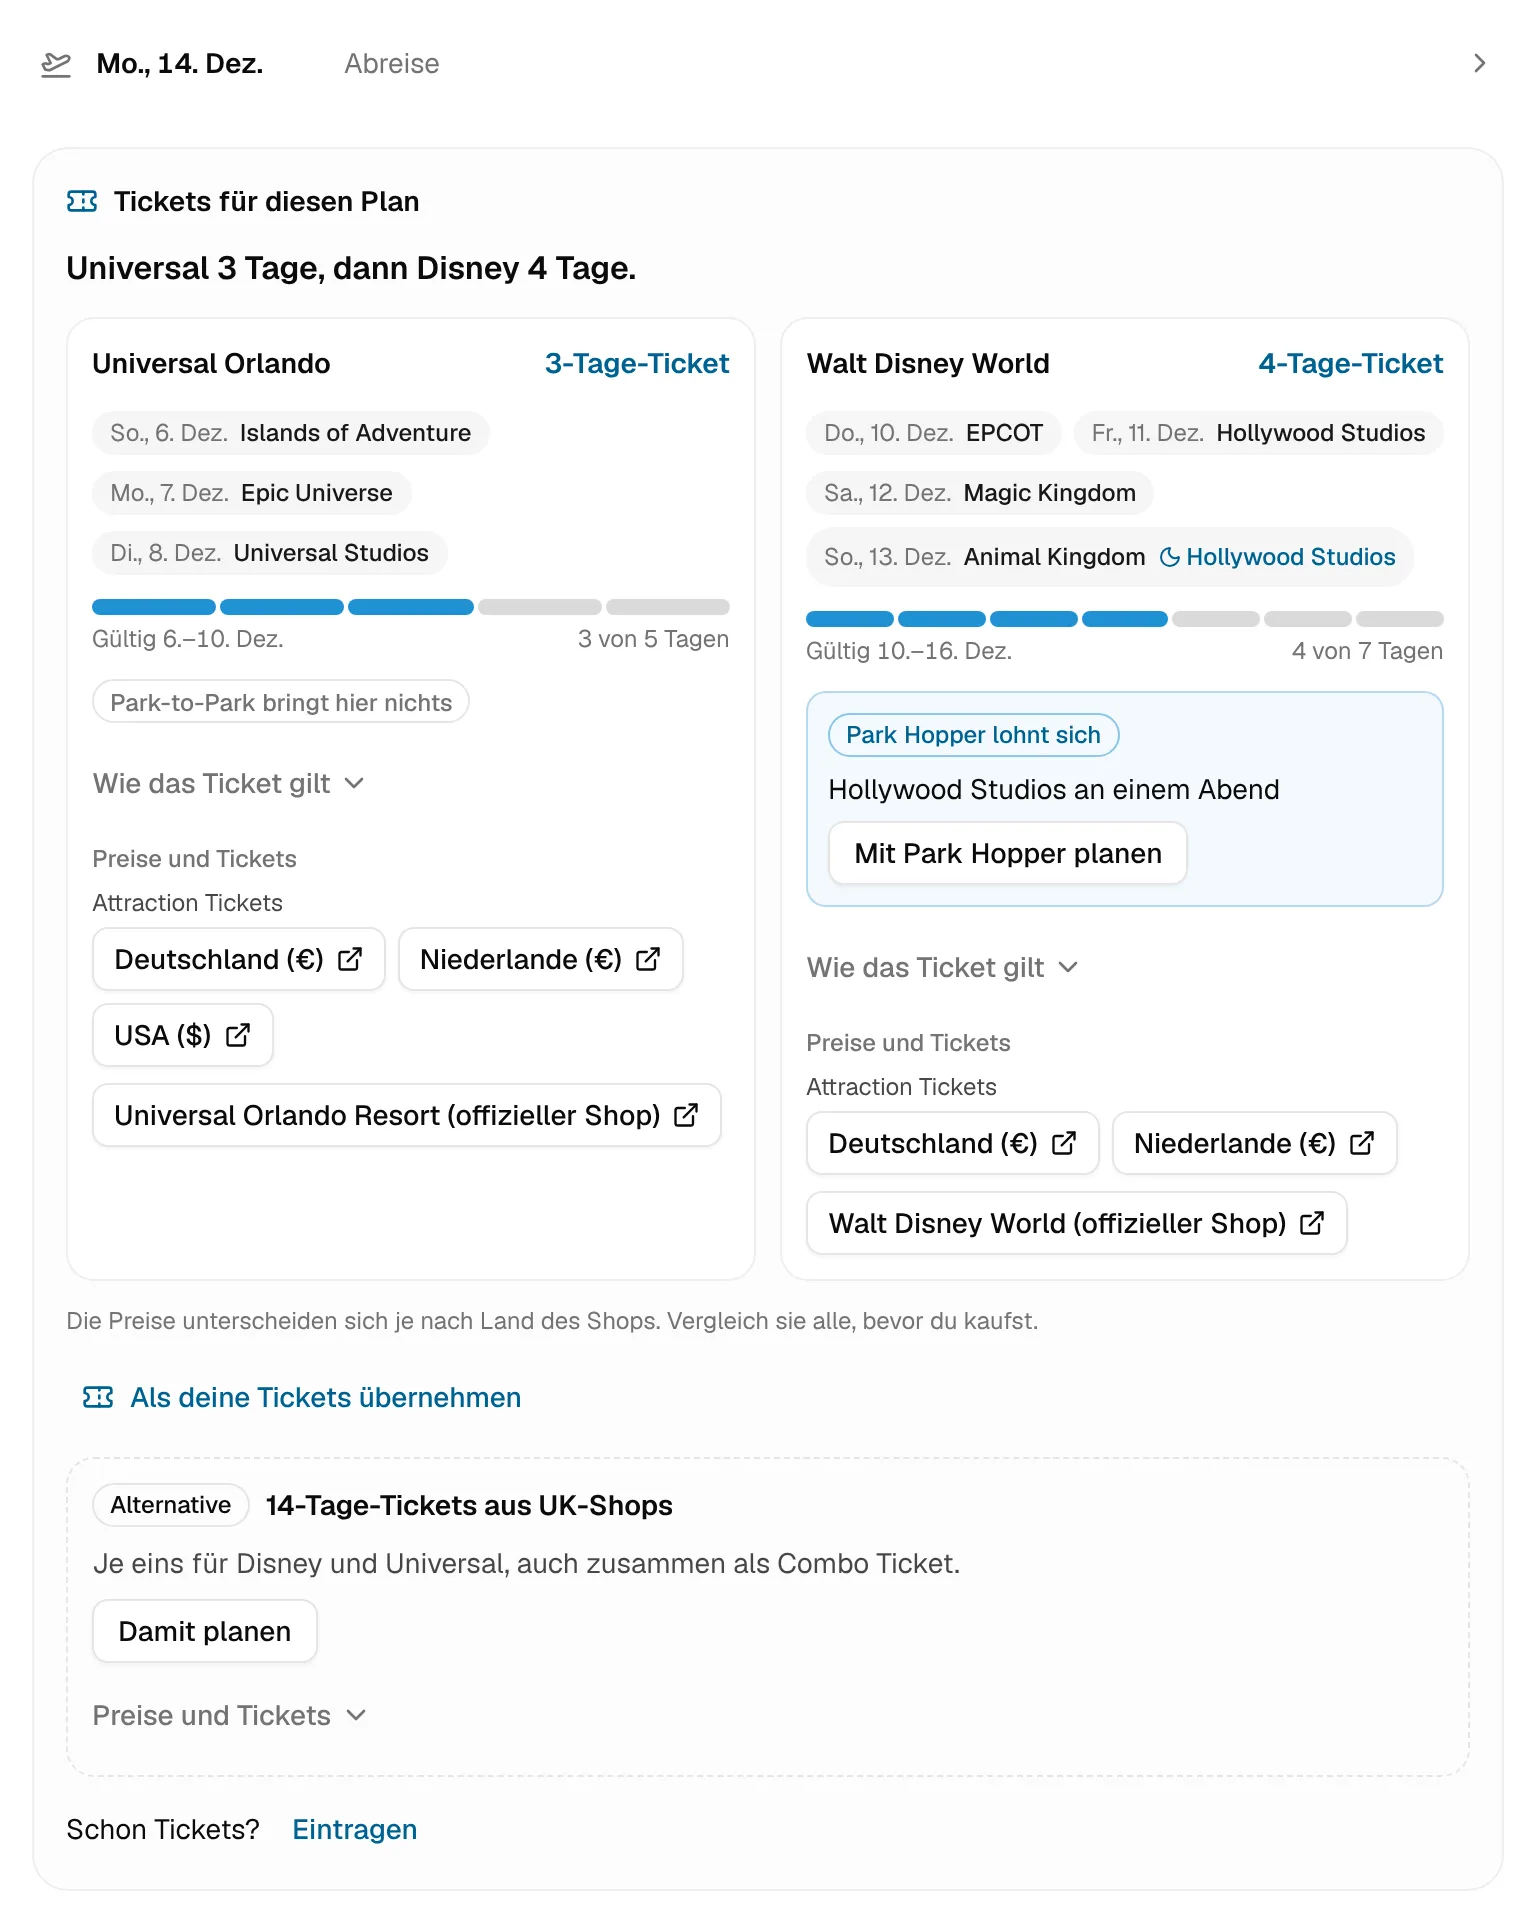 Mo., 14. Dez. Abreise
Tickets für diesen Plan
Universal 3 Tage, dann Disney 4 Tage.
Universal Orlando 3-Tage-Ticket
So., 6. Dez. Islands of Adventure
Mo., 7. Dez. Epic Universe
Di., 8. Dez. Universal Studios
Gültig 6.–10. Dez. 3 von 5 Tagen
Park-to-Park bringt hier nichts
Wie das Ticket gilt
Preise und Tickets
Attraction Tickets
Deutschland (€) Niederlande (€)
USA ($)
Universal Orlando Resort (offizieller Shop)
Walt Disney World 4-Tage-Ticket
Do., 10. Dez. EPCOT Fr., 11. Dez. Hollywood Studios
Sa., 12. Dez. Magic Kingdom
So., 13. Dez. Animal Kingdom Hollywood Studios
Gültig 10.–16. Dez. 4 von 7 Tagen
Park Hopper lohnt sich
Hollywood Studios an einem Abend
Mit Park Hopper planen
Wie das Ticket gilt
Preise und Tickets
Attraction Tickets
Deutschland (€) Niederlande (€)
Walt Disney World (offizieller Shop)
Die Preise unterscheiden sich je nach Land des Shops. Vergleich sie alle, bevor du kaufst.
Als deine Tickets übernehmen
Alternative 14-Tage-Tickets aus UK-Shops
Je eins für Disney und Universal, auch zusammen als Combo Ticket.
Damit planen
Preise und Tickets
Schon Tickets? Eintragen